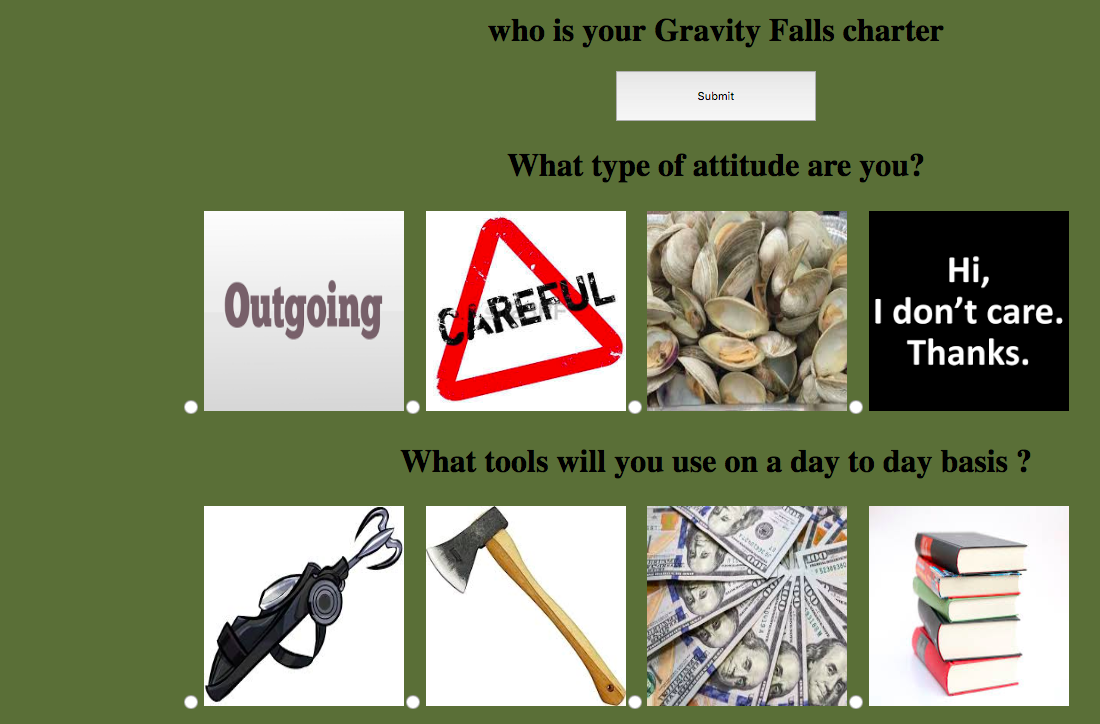 who is your Gravity Falls charter
Submit
What type of attitude are you?
Outgoing
CAREFUL
Hi,
I don't care.
Thanks.
What tools will you use on a day to day basis ?